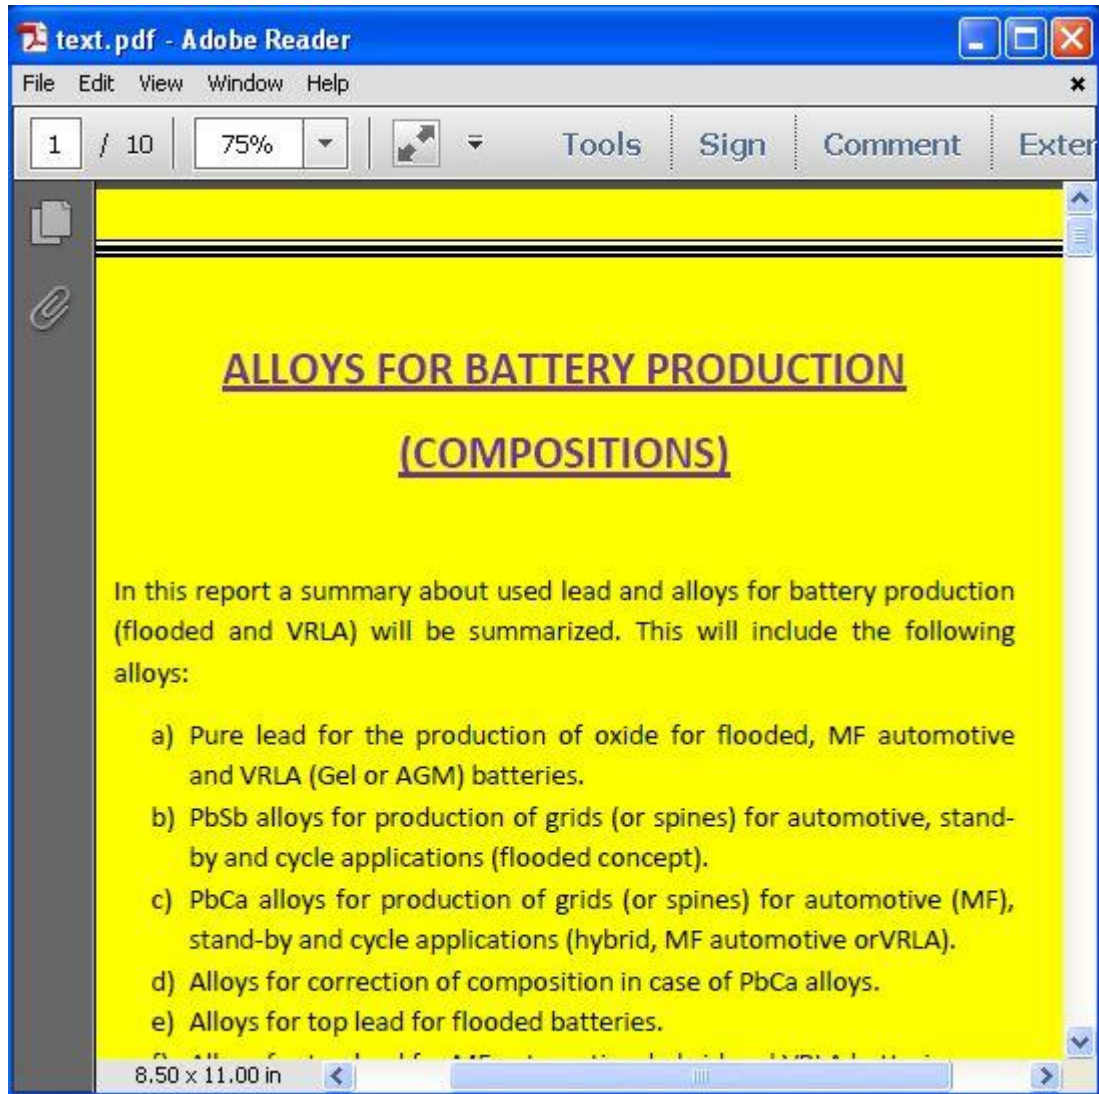 text.pdf - Adobe Reader
File Edit View Window Help
1 / 10 75% Tools Sign Comment Exter
ALLOYS FOR BATTERY PRODUCTION
(COMPOSITIONS)
In this report a summary about used lead and alloys for battery production
(flooded and VRLA) will be summarized. This will include the following
alloys:
a) Pure lead for the production of oxide for flooded, MF automotive
and VRLA (Gel or AGM) batteries.
b) PbSb alloys for production of grids (or spines) for automotive, stand-
by and cycle applications (flooded concept).
c) PbCa alloys for production of grids (or spines) for automotive (MF),
stand-by and cycle applications (hybrid, MF automotive orVRLA).
d) Alloys for correction of composition in case of PbCa alloys.
e) Alloys for top lead for flooded batteries.
8.50 x 11.00 in